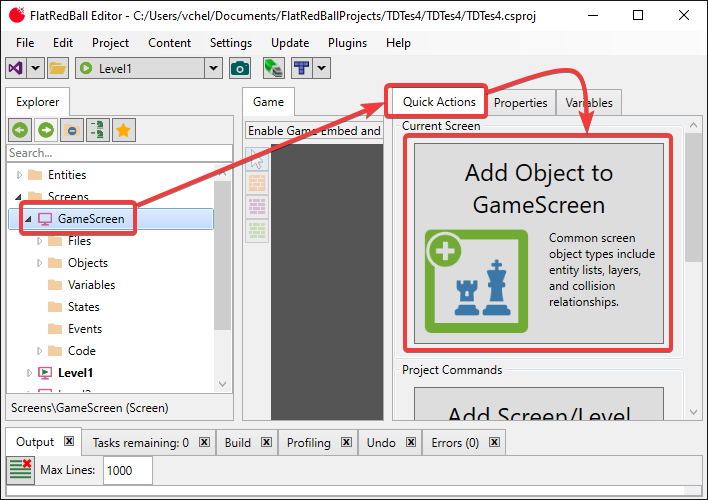 FlatRedBall Editor - C:/Users/vchel/Documents/FlatRedBallProjects/TDTes4/TDTes4/TDTes4.csproj
File Edit Project Content Settings Update Plugins Help
Level1
Explorer
Search...
Entities
Screens
GameScreen
Files
Objects
Variables
States
Events
Code
Level1
Screens\GameScreen (Screen)
Game
Enable Game Embed and
Quick Actions Properties Variables
Current Screen
Add Object to
GameScreen
Common screen
object types include
entity lists, layers,
and collision
relationships.
Project Commands
Add Screen/Level
Output Tasks remaining: 0 Build Profiling Undo Errors (0)
Max Lines: 1000